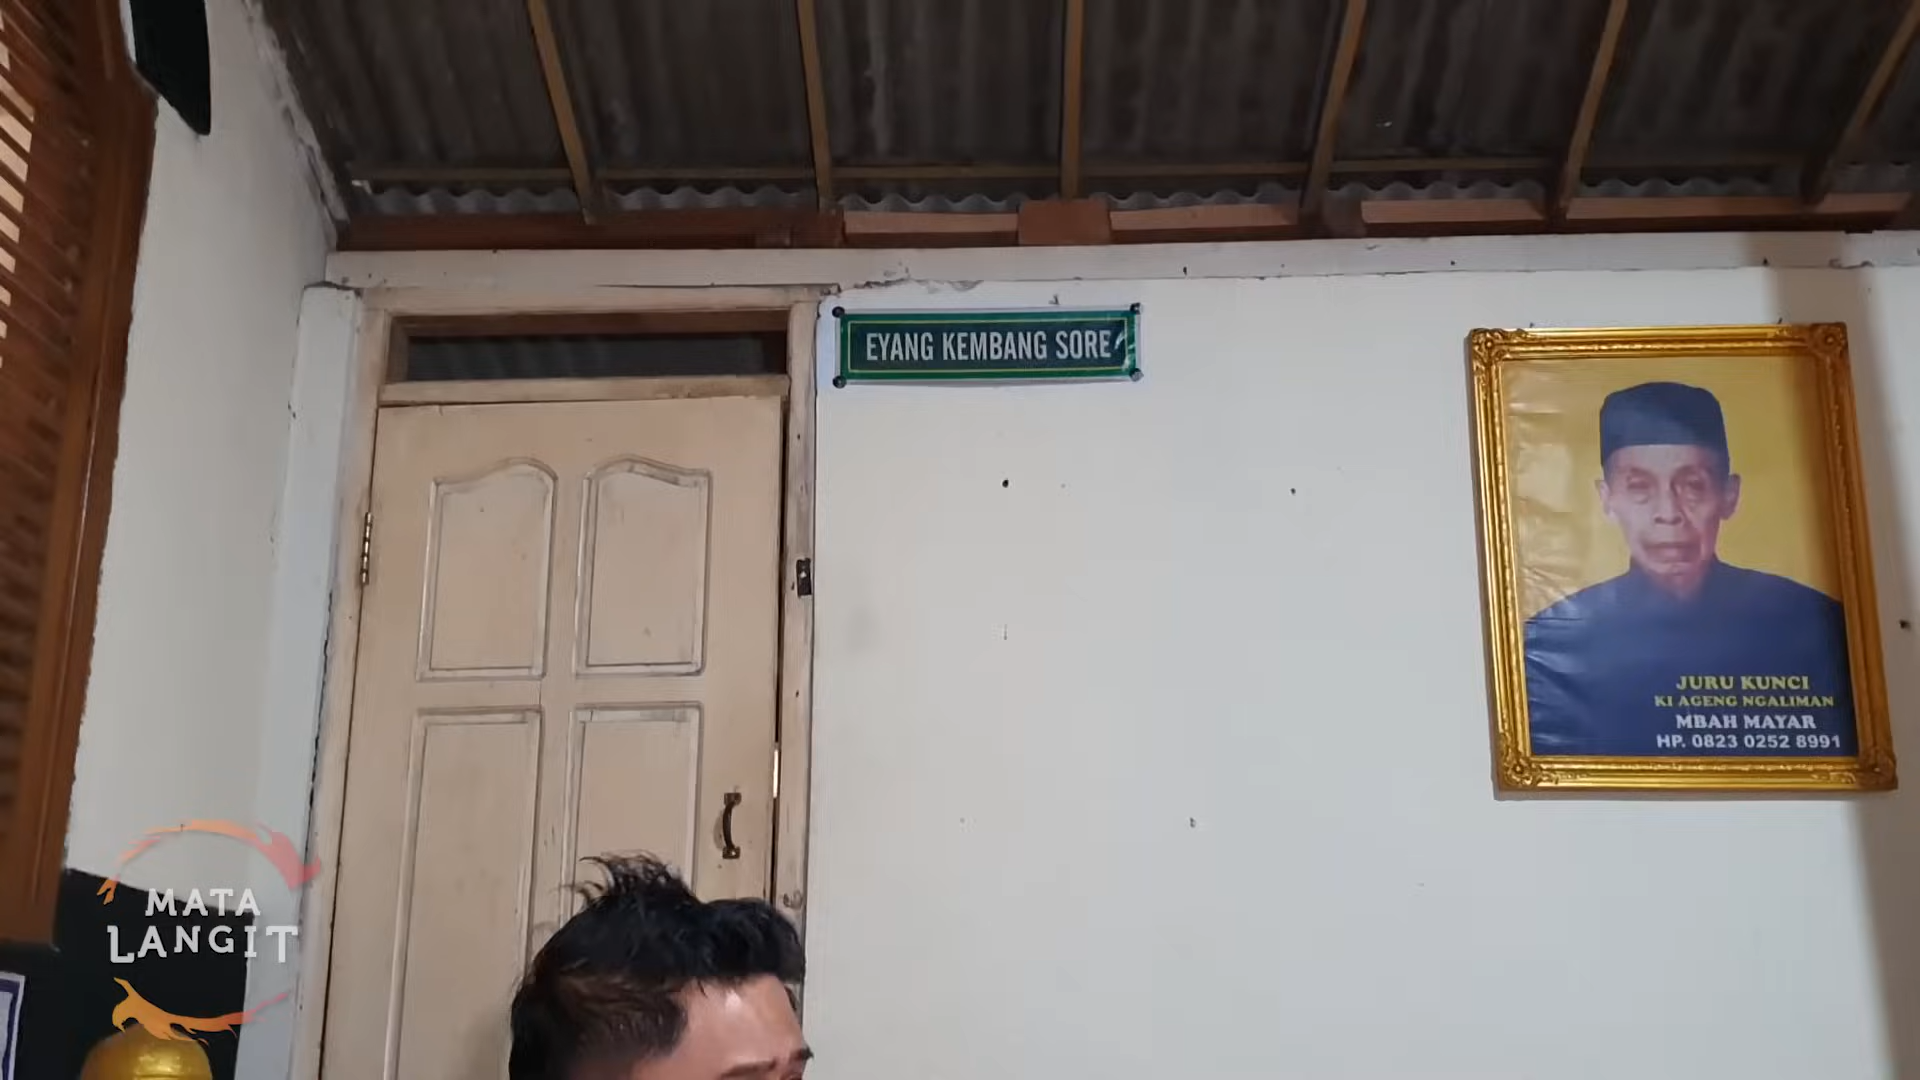 EYANG KEMBANG SORE
JURU KUNCI
KI AGENG NGALIMAN
MBAH MAYAR
HP. 0823 0252 8991
MATA
LANGIT